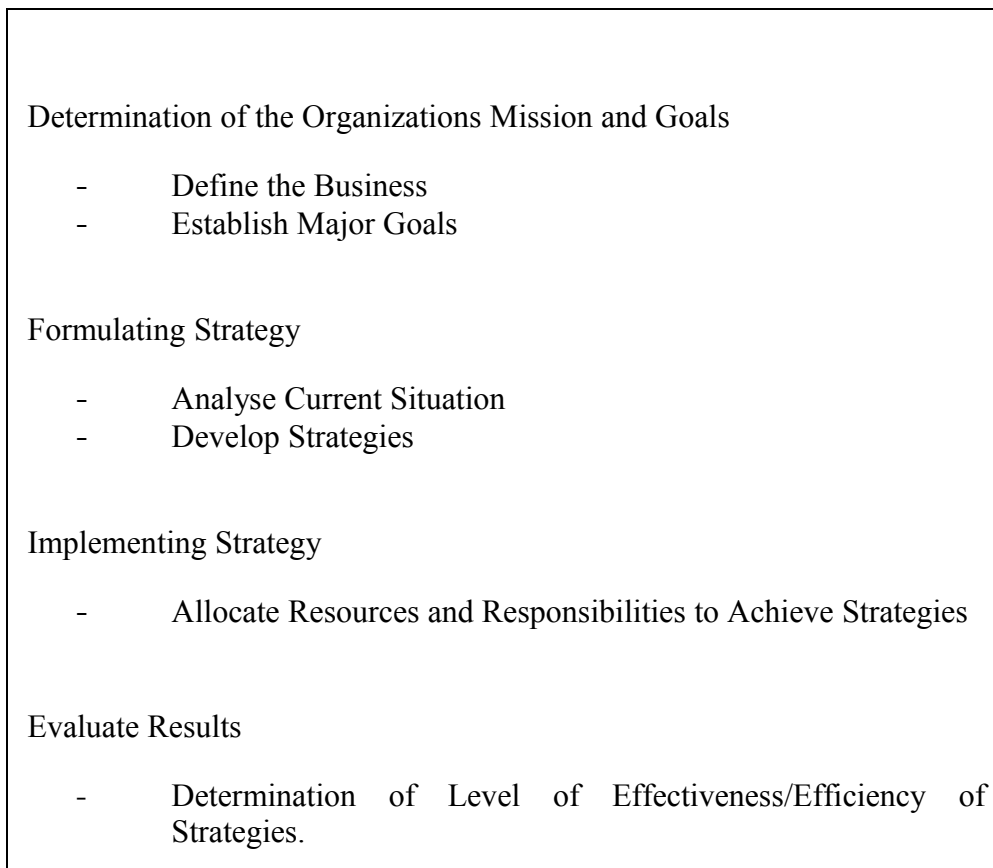 Determination of the Organizations Mission and Goals
- Define the Business
- Establish Major Goals
Formulating Strategy
- Analyse Current Situation
- Develop Strategies
Implementing Strategy
- Allocate Resources and Responsibilities to Achieve Strategies
Evaluate Results
- Determination of Level of Effectiveness/Efficiency of
Strategies.